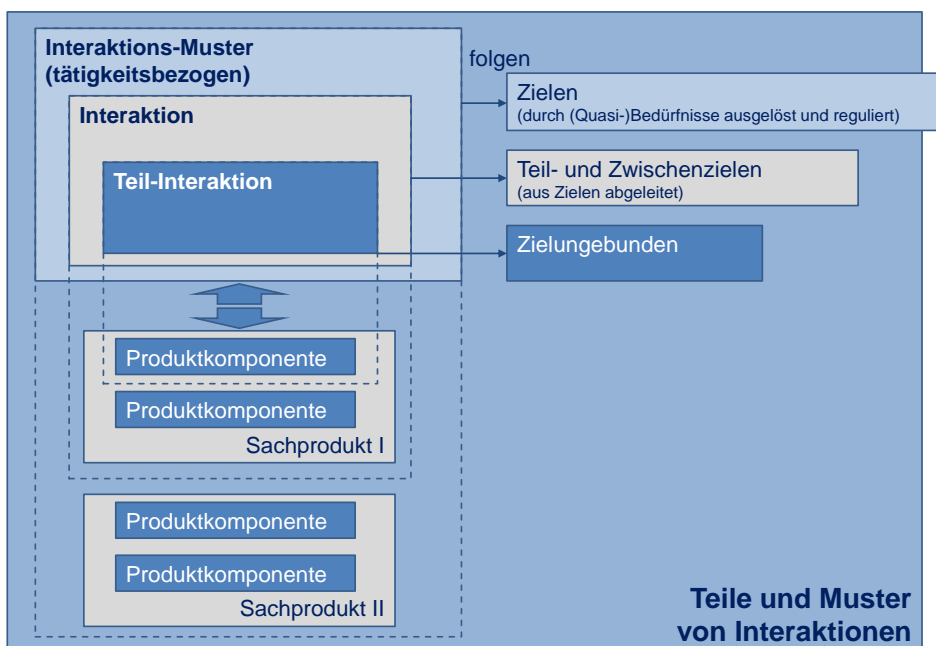 Interaktions-Muster
(tätigkeitsbezogen)
folgen
Zielen
(durch (Quasi-)Bedürfnisse ausgelöst und reguliert)
Interaktion
Teil- und Zwischenzielen
(aus Zielen abgeleitet)
Teil-Interaktion
Zielungebunden
Produktkomponente
Produktkomponente
Sachprodukt I
Produktkomponente
Produktkomponente
Sachprodukt II
Teile und Muster
von Interaktionen